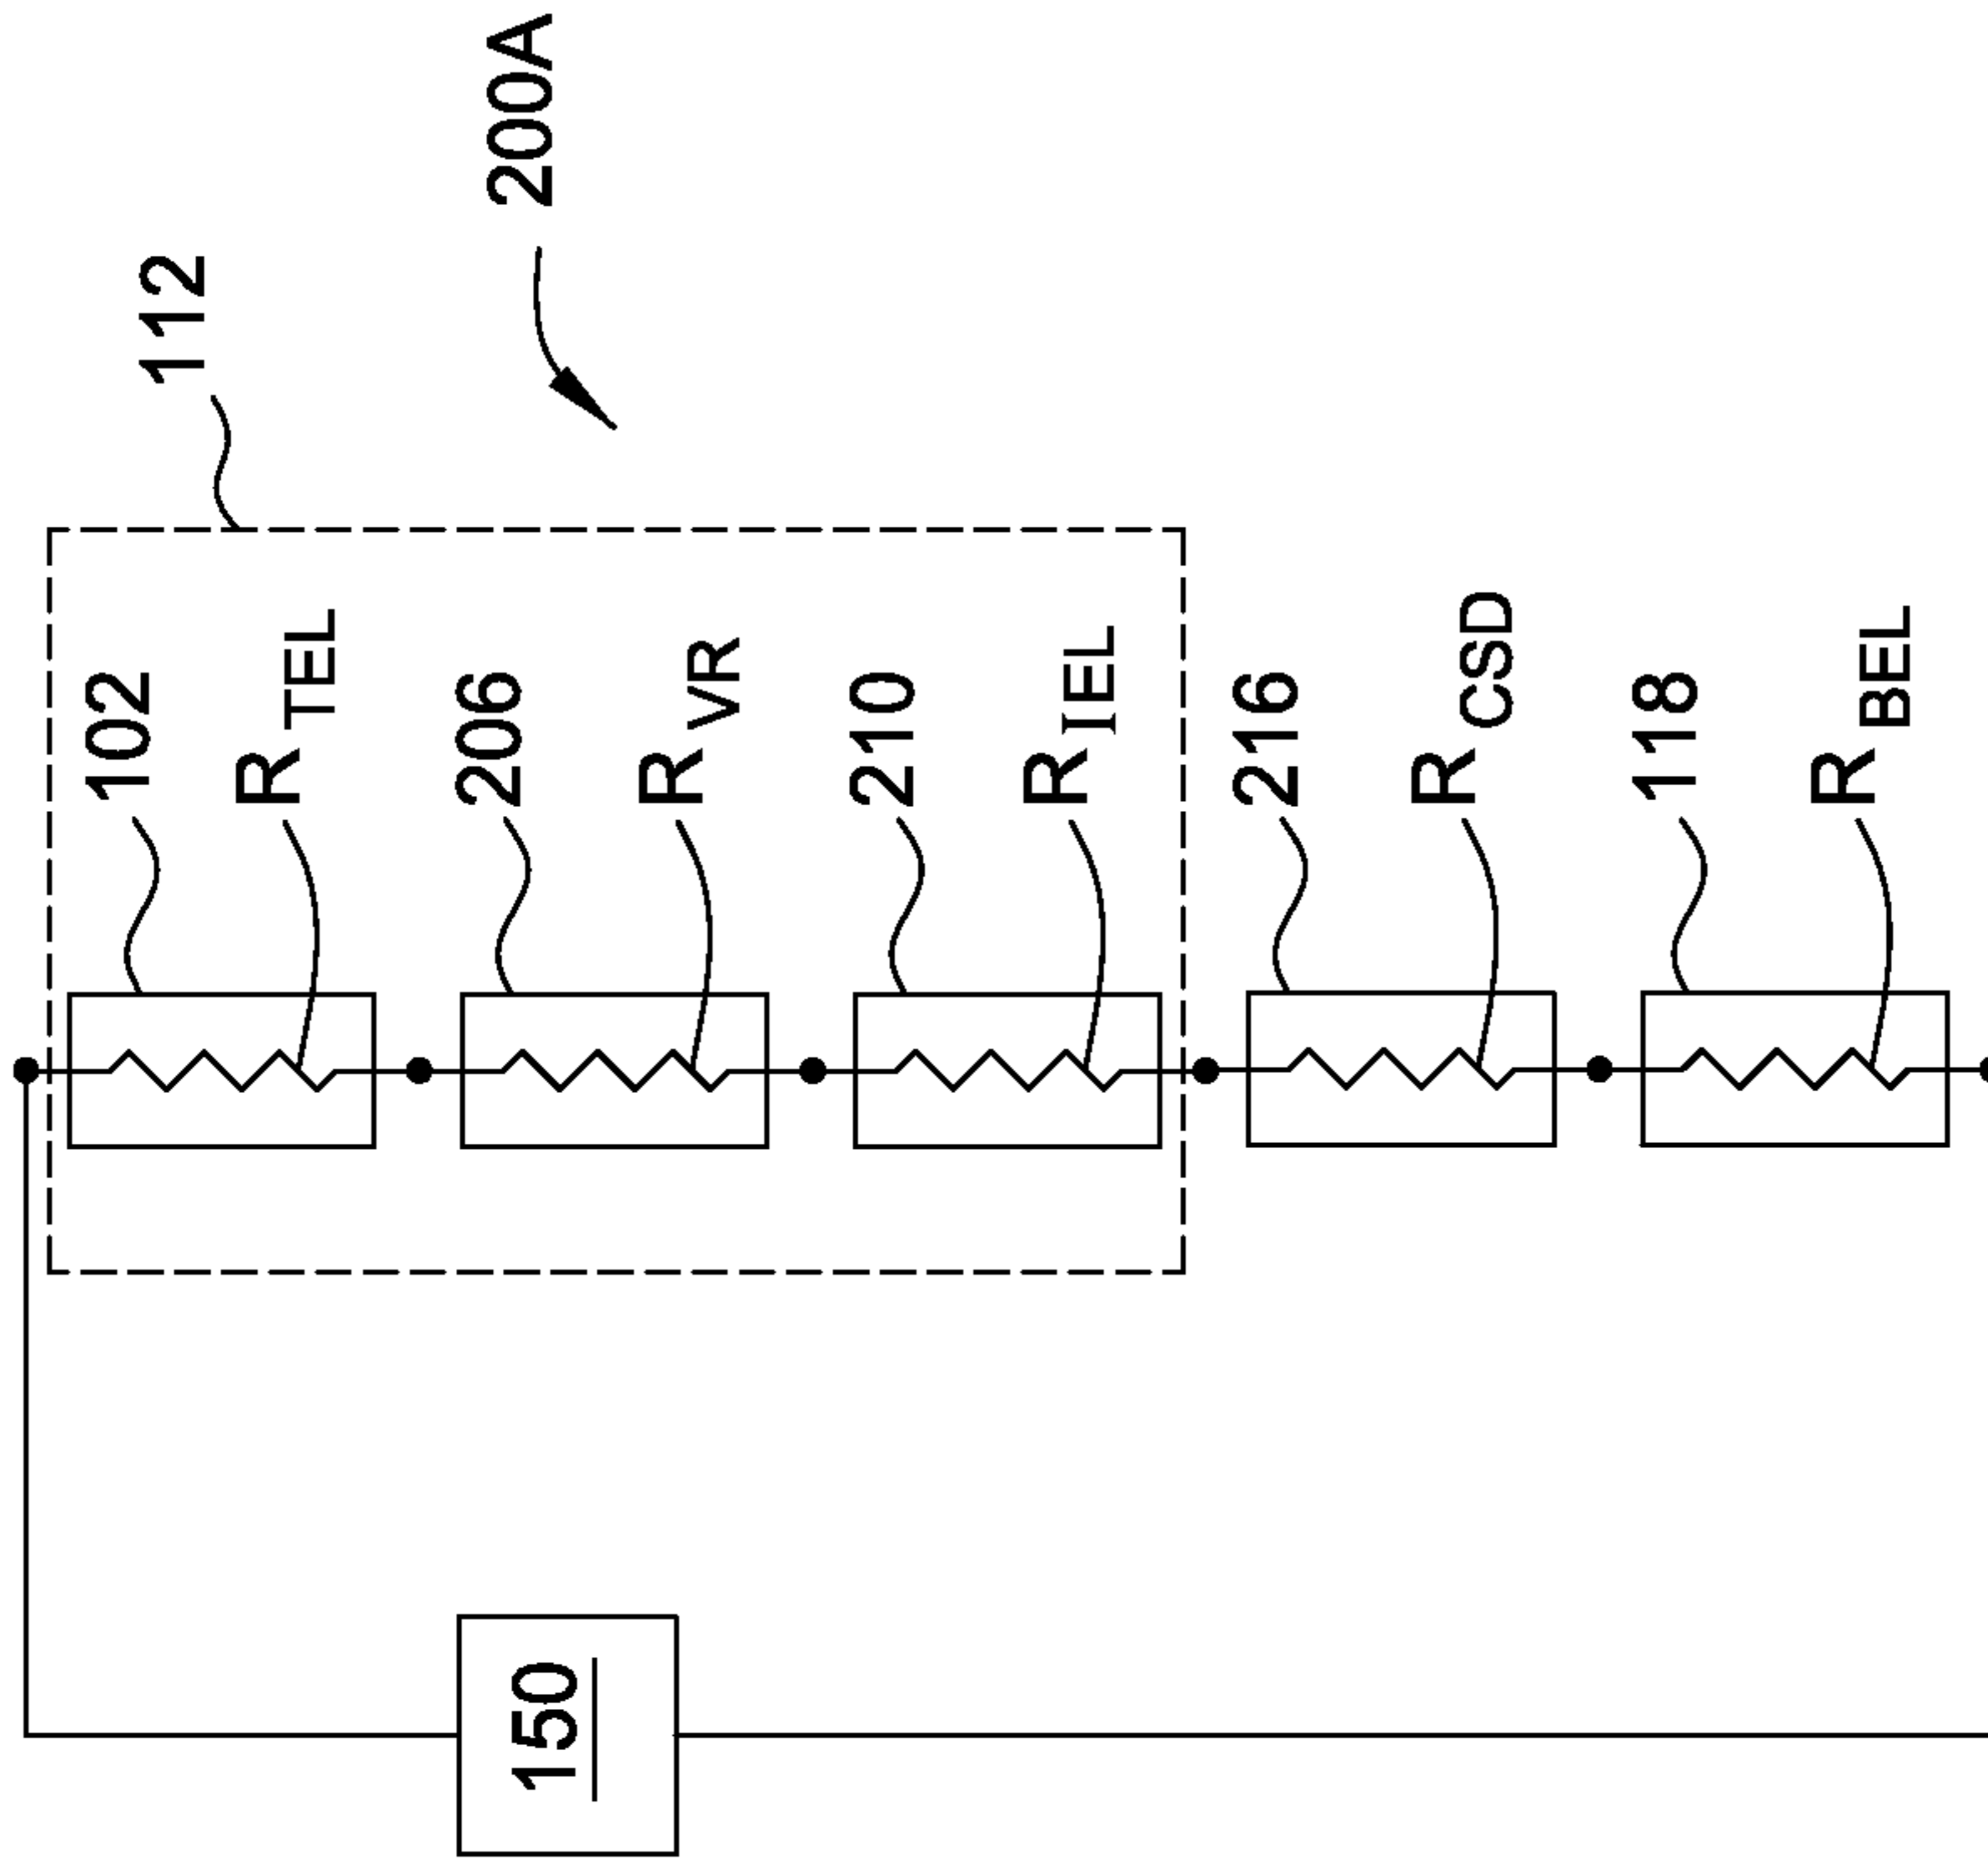 112
200A
102
R TEL
206
R VR
210
R IEL
216
R CSD
118
R BEL
150